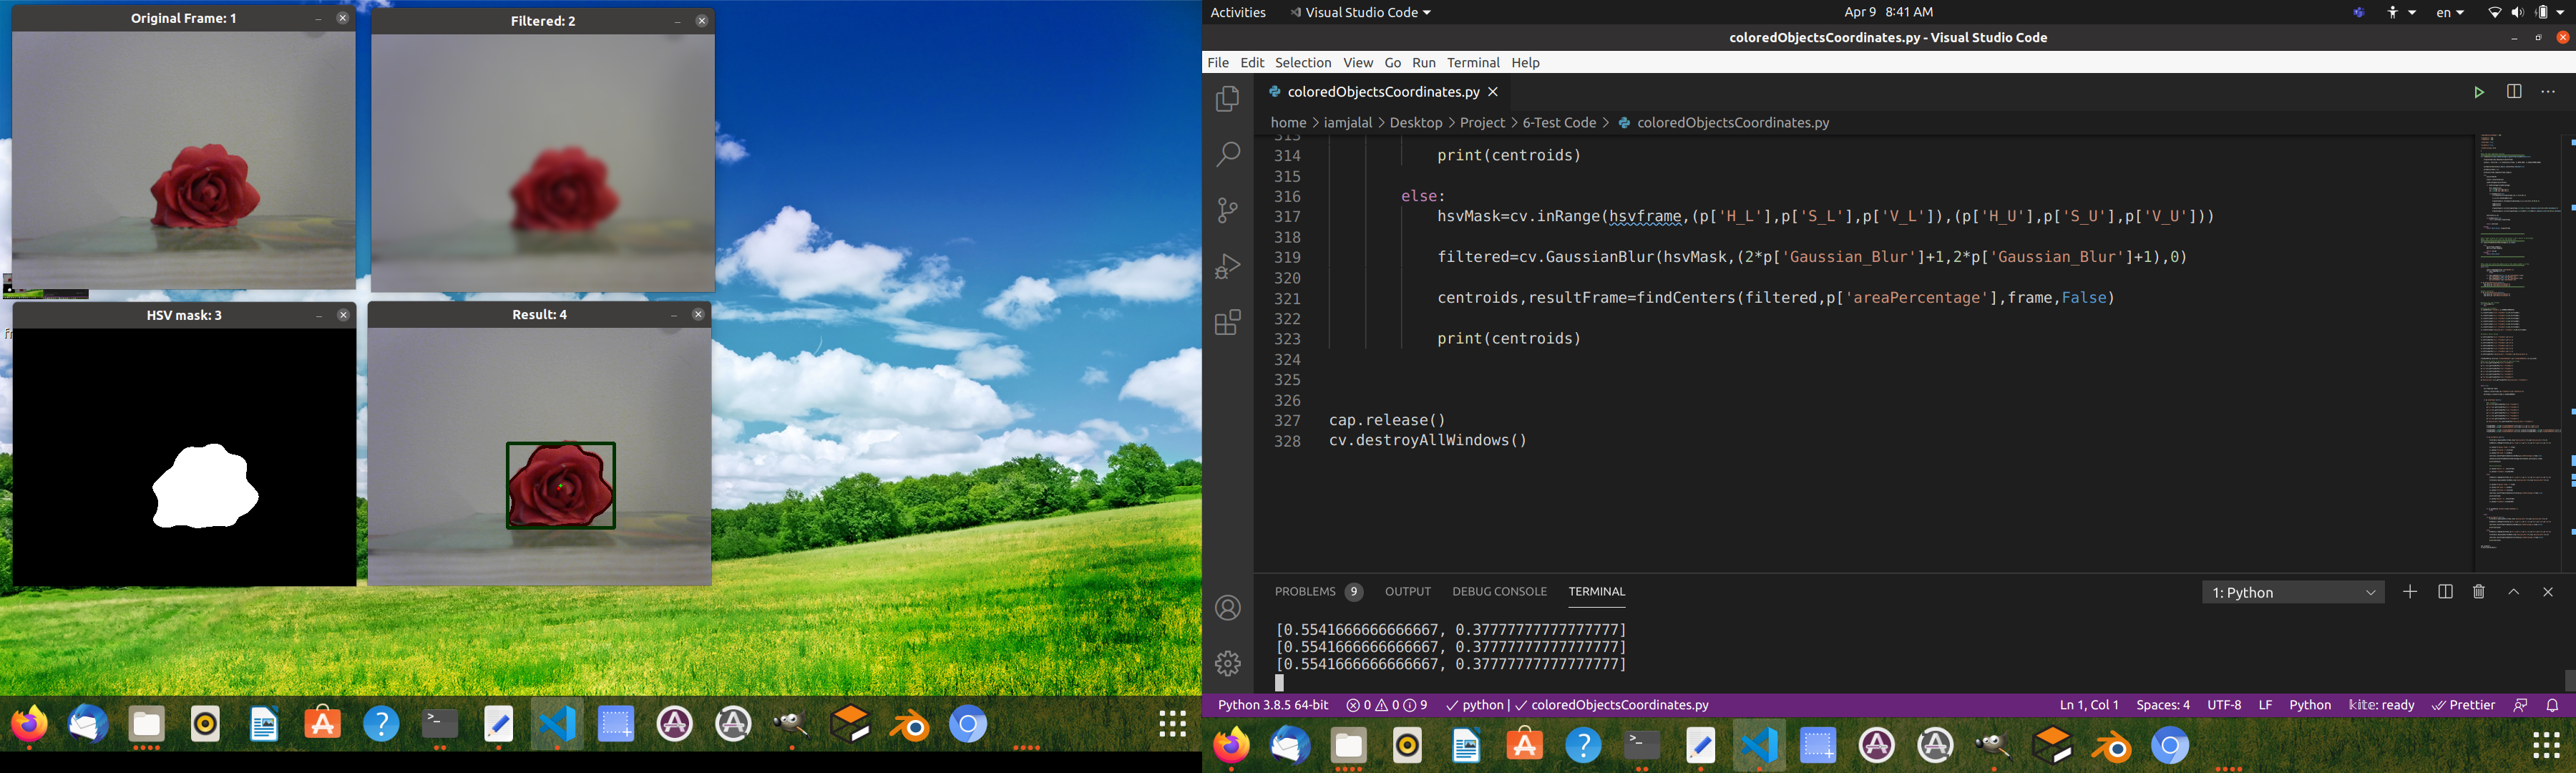 Original Frame: 1
Filtered: 2
HSV mask: 3
Result: 4
Activities Visual Studio Code Apr 9 8:41 AM en
coloredObjectsCoordinates.py - Visual Studio Code
File Edit Selection View Go Run Terminal Help
coloredObjectsCoordinates.py
home > iamjalal > Desktop > Project > 6-Test Code > coloredObjectsCoordinates.py
313
314 print(centroids)
315
316 else:
317 hsvMask=cv.inRange(hsvframe,(p['H_L'],p['S_L'],p['V_L']),(p['H_U'],p['S_U'],p['V_U']))
318
319 filtered=cv.GaussianBlur(hsvMask,(2*p['Gaussian_Blur']+1,2*p['Gaussian_Blur']+1),0)
320
321 centroids,resultFrame=findCenters(filtered,p['areaPercentage'],frame,False)
322
323 print(centroids)
324
325
326
327 cap.release()
328 cv.destroyAllWindows()
PROBLEMS 9 OUTPUT DEBUG CONSOLE TERMINAL 1: Python
[0.5541666666666667, 0.37777777777777777]
[0.5541666666666667, 0.37777777777777777]
[0.5541666666666667, 0.37777777777777777]
Python 3.8.5 64-bit 0 0 9 python | coloredObjectsCoordinates.py Ln 1, Col 1 Spaces: 4 UTF-8 LF Python kite: ready Prettier